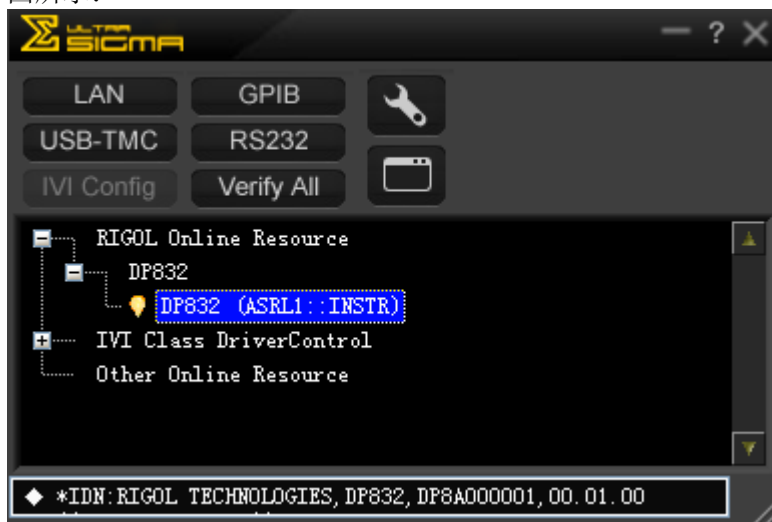 ULTRA
SIGMA
?
LAN GPIB
USB-TMC RS232
IVI Config Verify All
RIGOL Online Resource
DP832
DP832 (ASRL1::INSTR)
IVI Class DriverControl
Other Online Resource
*IDN:RIGOL TECHNOLOGIES,DP832,DP8A000001,00.01.00